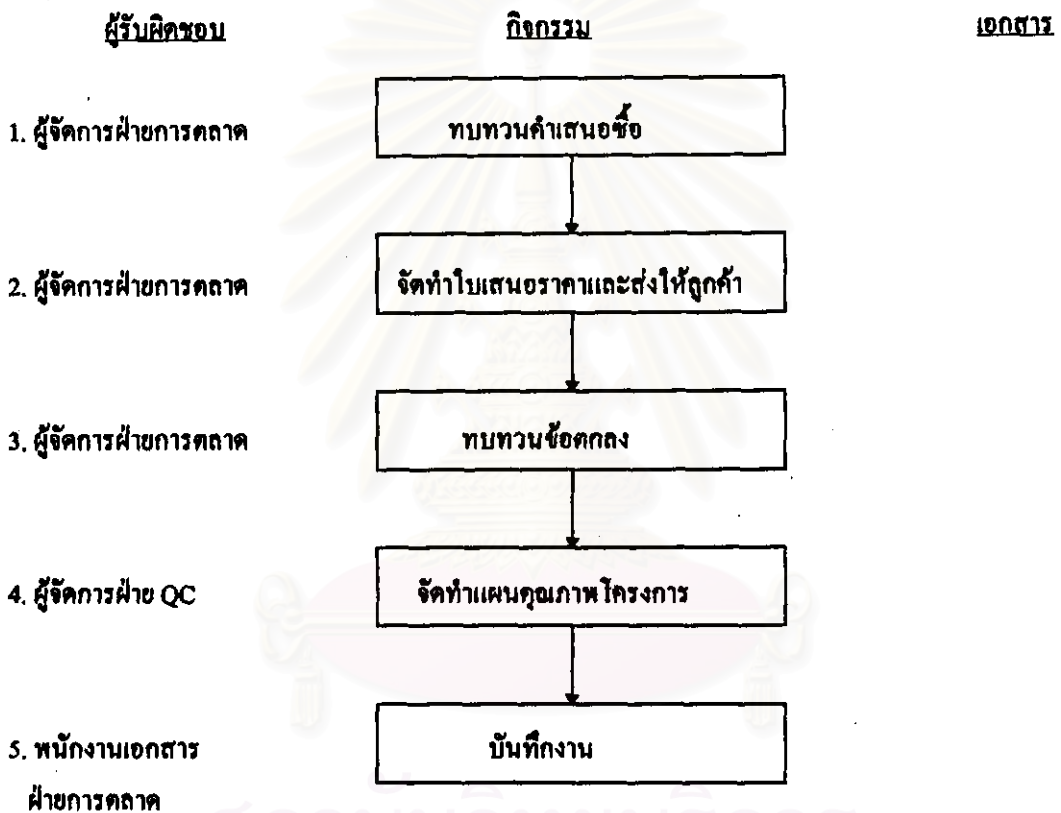 ผู้รับผิดชอบ กิจกรรม เอกสาร
1. ผู้จัดการฝ่ายการตลาด ทบทวนคำเสนอซื้อ
2. ผู้จัดการฝ่ายการตลาด จัดทำใบเสนอราคาและส่งให้ลูกค้า
3. ผู้จัดการฝ่ายการตลาด ทบทวนข้อตกลง
4. ผู้จัดการฝ่าย QC จัดทำแผนคุณภาพโครงการ
5. พนักงานเอกสาร บันทึกงาน
ฝ่ายการตลาด